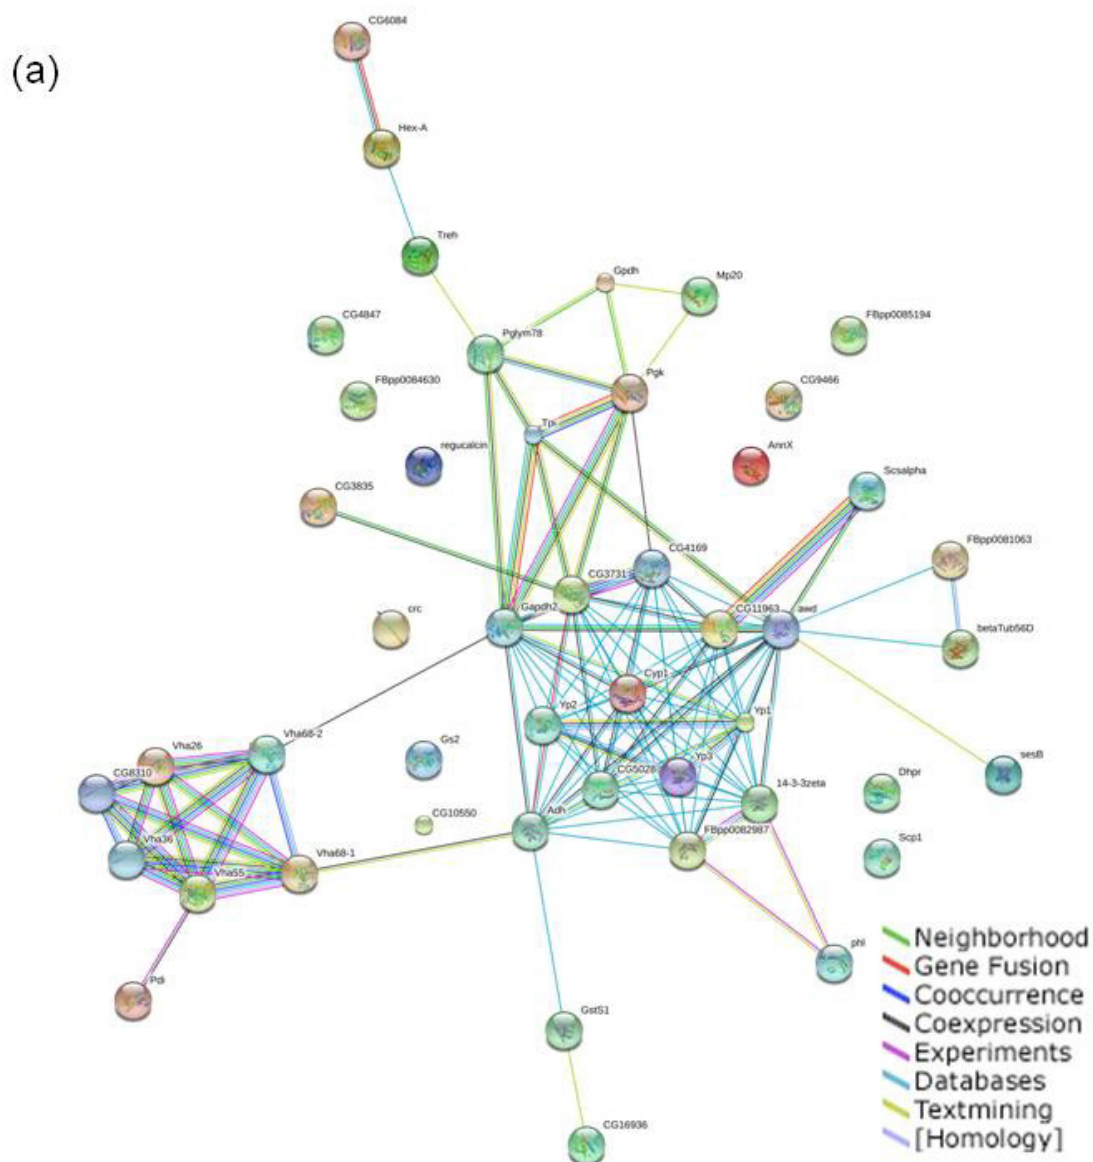 CG6084
(a)
Hex-A
Treh
Gpdh
Mp20
CG4847
FBpp0085194
Pglym78
FBpp0084630
Pgk
CG9466
Tpi
regucalcin
AnnX
CG3835
Scsalpha
FBpp0081063
CG4169
CG3731
Gapdh2
CG11963
awd
crc
betaTub56D
Cyp1
Yp2
Yp1
Vha68-2
Vha26
Gs2
Yp3
sesB
CG8310
CG5028
14-3-3zeta
Dhpr
CG10550
Adh
Vha36
FBpp0082987
Scp1
Vha68-1
Vha55
phl
Pdi
Neighborhood
Gene Fusion
Cooccurrence
Coexpression
GstS1
Experiments
Databases
Textmining
CG16936
[Homology]